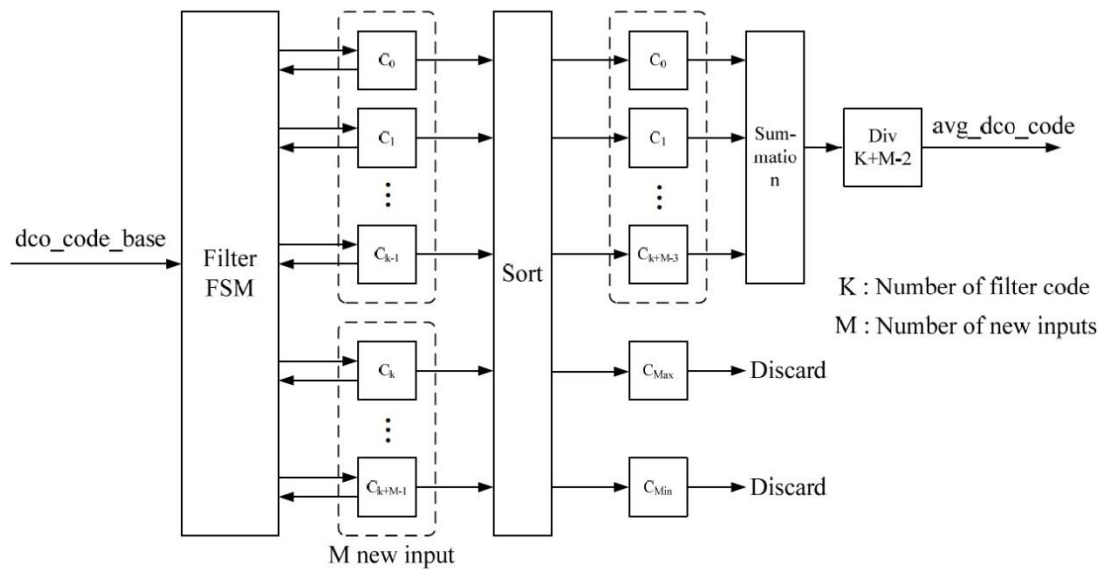 dco_code_base
Filter
FSM
C0
C1
⋮
Ck-1
Ck
⋮
Ck+M-1
M new input
Sort
C0
C1
⋮
Ck+M-3
CMax
CMin
Discard
Discard
Sum-
matio
n
Div
K+M-2
avg_dco_code
K : Number of filter code
M : Number of new inputs